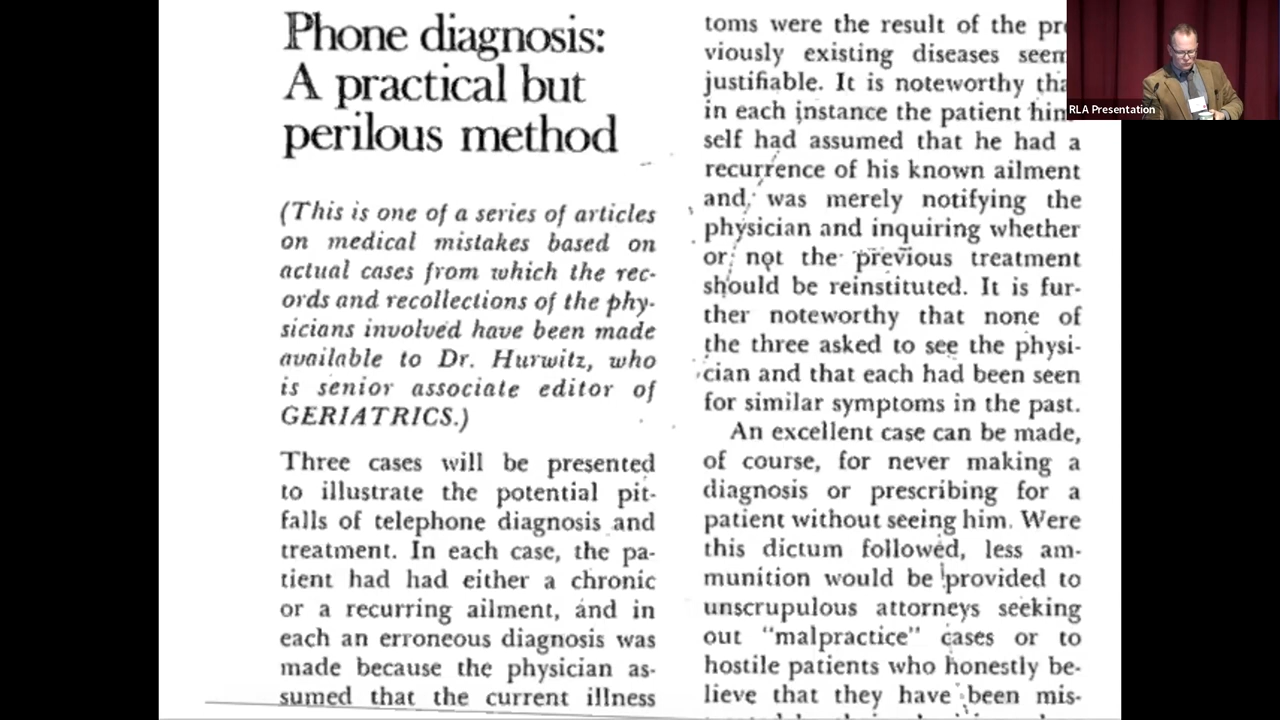 Phone diagnosis:
A practical but
perilous method
(This is one of a series of articles
on medical mistakes based on
actual cases from which the rec-
ords and recollections of the phy-
sicians involved have been made
available to Dr. Hurwitz, who
is senior associate editor of
GERIATRICS.)
Three cases will be presented
to illustrate the potential pit-
falls of telephone diagnosis and
treatment. In each case, the pa-
tient had had either a chronic
or a recurring ailment, and in
each an erroneous diagnosis was
made because the physician as-
sumed that the current illness
toms were the result of the pre
viously existing diseases seem
justifiable. It is noteworthy tha
in each instance the patient him
self had assumed that he had a
recurrence of his known ailment
and was merely notifying the
physician and inquiring whether
or not the previous treatment
should be reinstituted. It is fur-
ther noteworthy that none of
the three asked to see the physi-
cian and that each had been seen
for similar symptoms in the past.
An excellent case can be made,
of course, for never making a
diagnosis or prescribing for a
patient without seeing him. Were
this dictum followed, less am-
munition would be provided to
unscrupulous attorneys seeking
out "malpractice" cases or to
hostile patients who honestly be-
lieve that they have been mis-
RLA Presentation